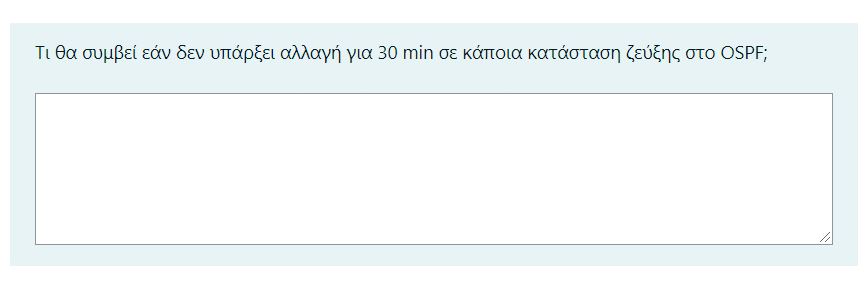 Τι θα συμβεί εάν δεν υπάρξει αλλαγή για 30 min σε κάποια κατάσταση ζεύξης στο OSPF;